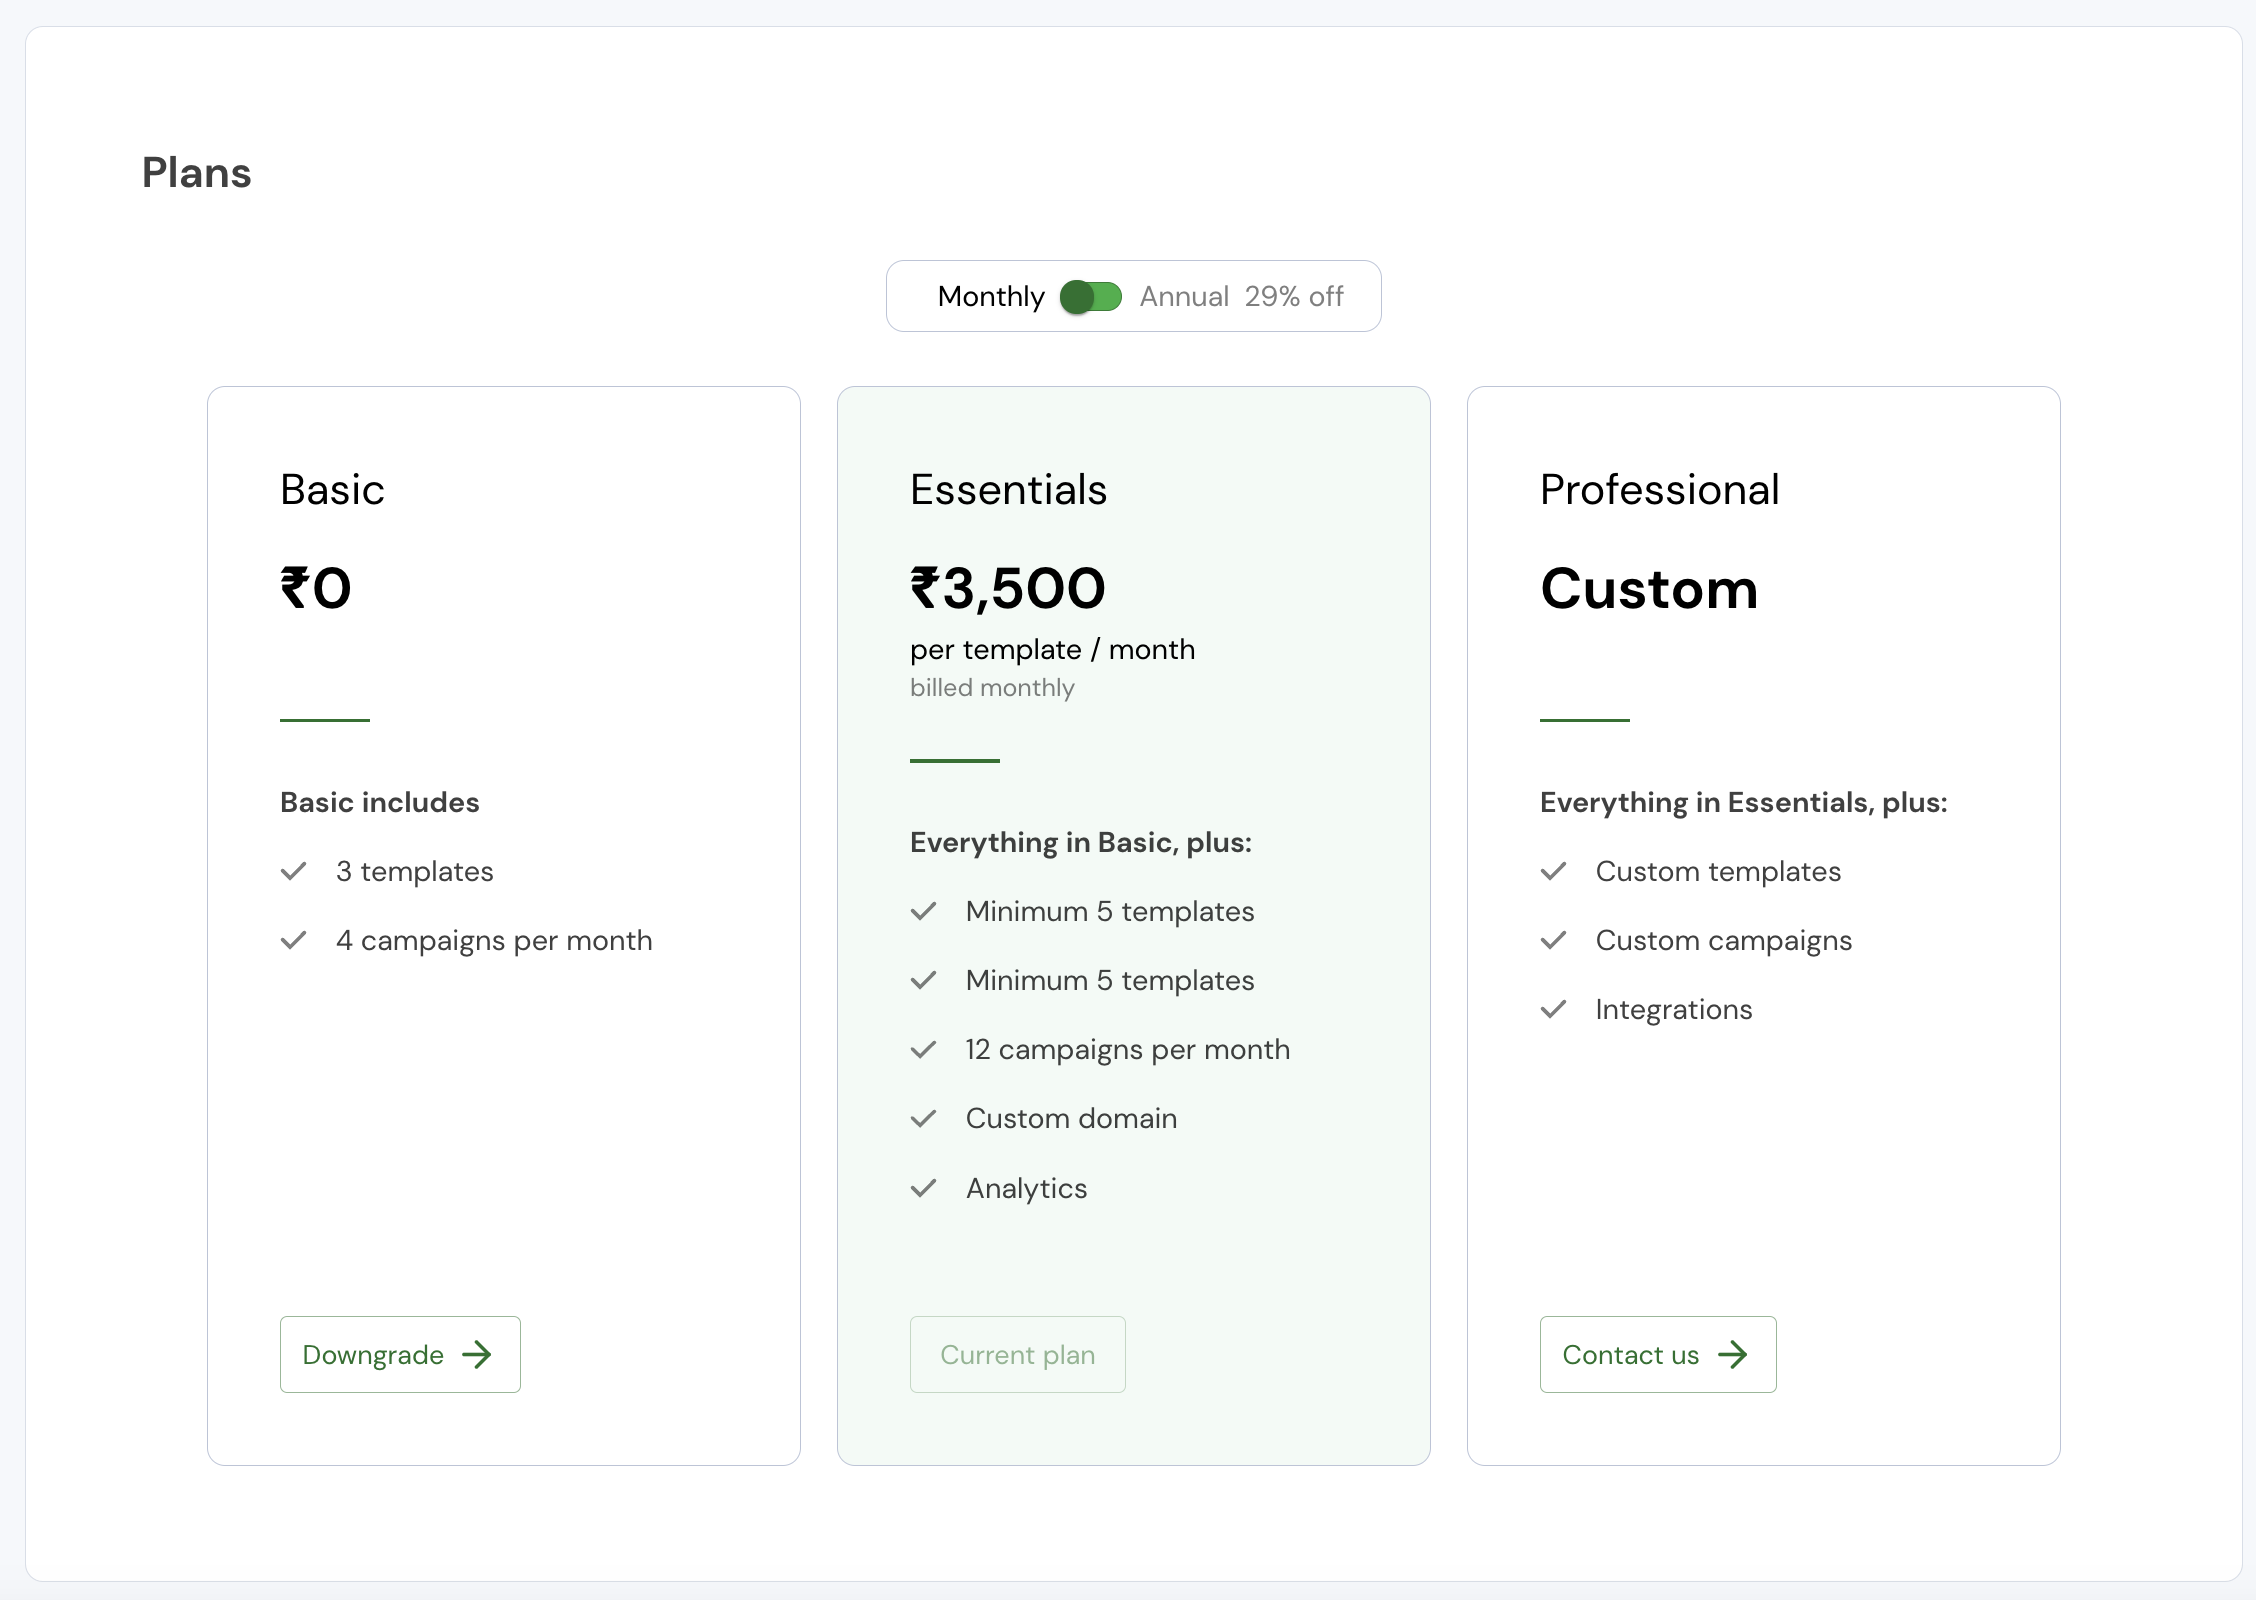 Plans
Monthly Annual 29% off
Basic
₹0
Basic includes
3 templates
4 campaigns per month
Downgrade
Essentials
₹3,500
per template / month
billed monthly
Everything in Basic, plus:
Minimum 5 templates
Minimum 5 templates
12 campaigns per month
Custom domain
Analytics
Current plan
Professional
Custom
Everything in Essentials, plus:
Custom templates
Custom campaigns
Integrations
Contact us